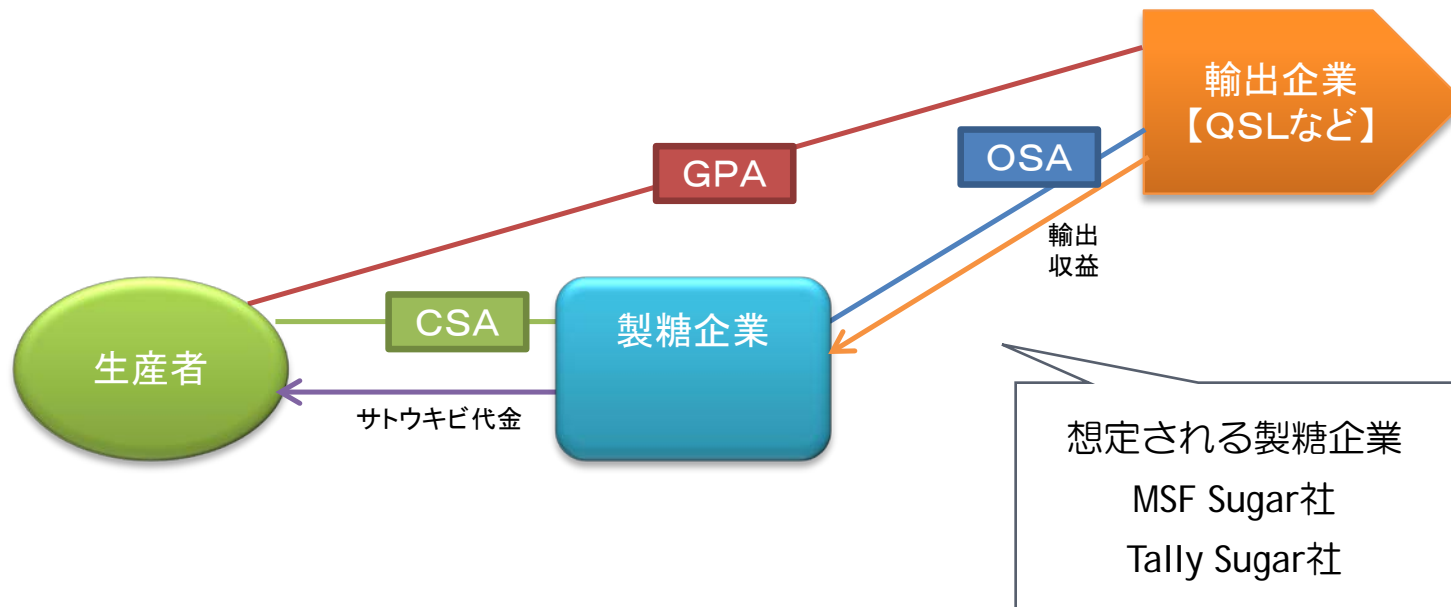 輸出企業
【QSLなど】
OSA
GPA
輸出
収益
CSA
製糖企業
生産者
サトウキビ代金
想定される製糖企業
MSF Sugar社
Tally Sugar社